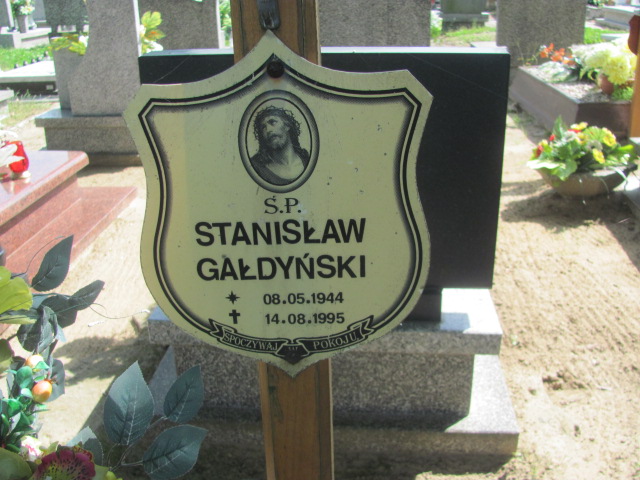 Ś.P.
STANISŁAW
GAŁDYŃSKI
08.05.1944
14.08.1995
SPOCZYWAJ W POKOJU